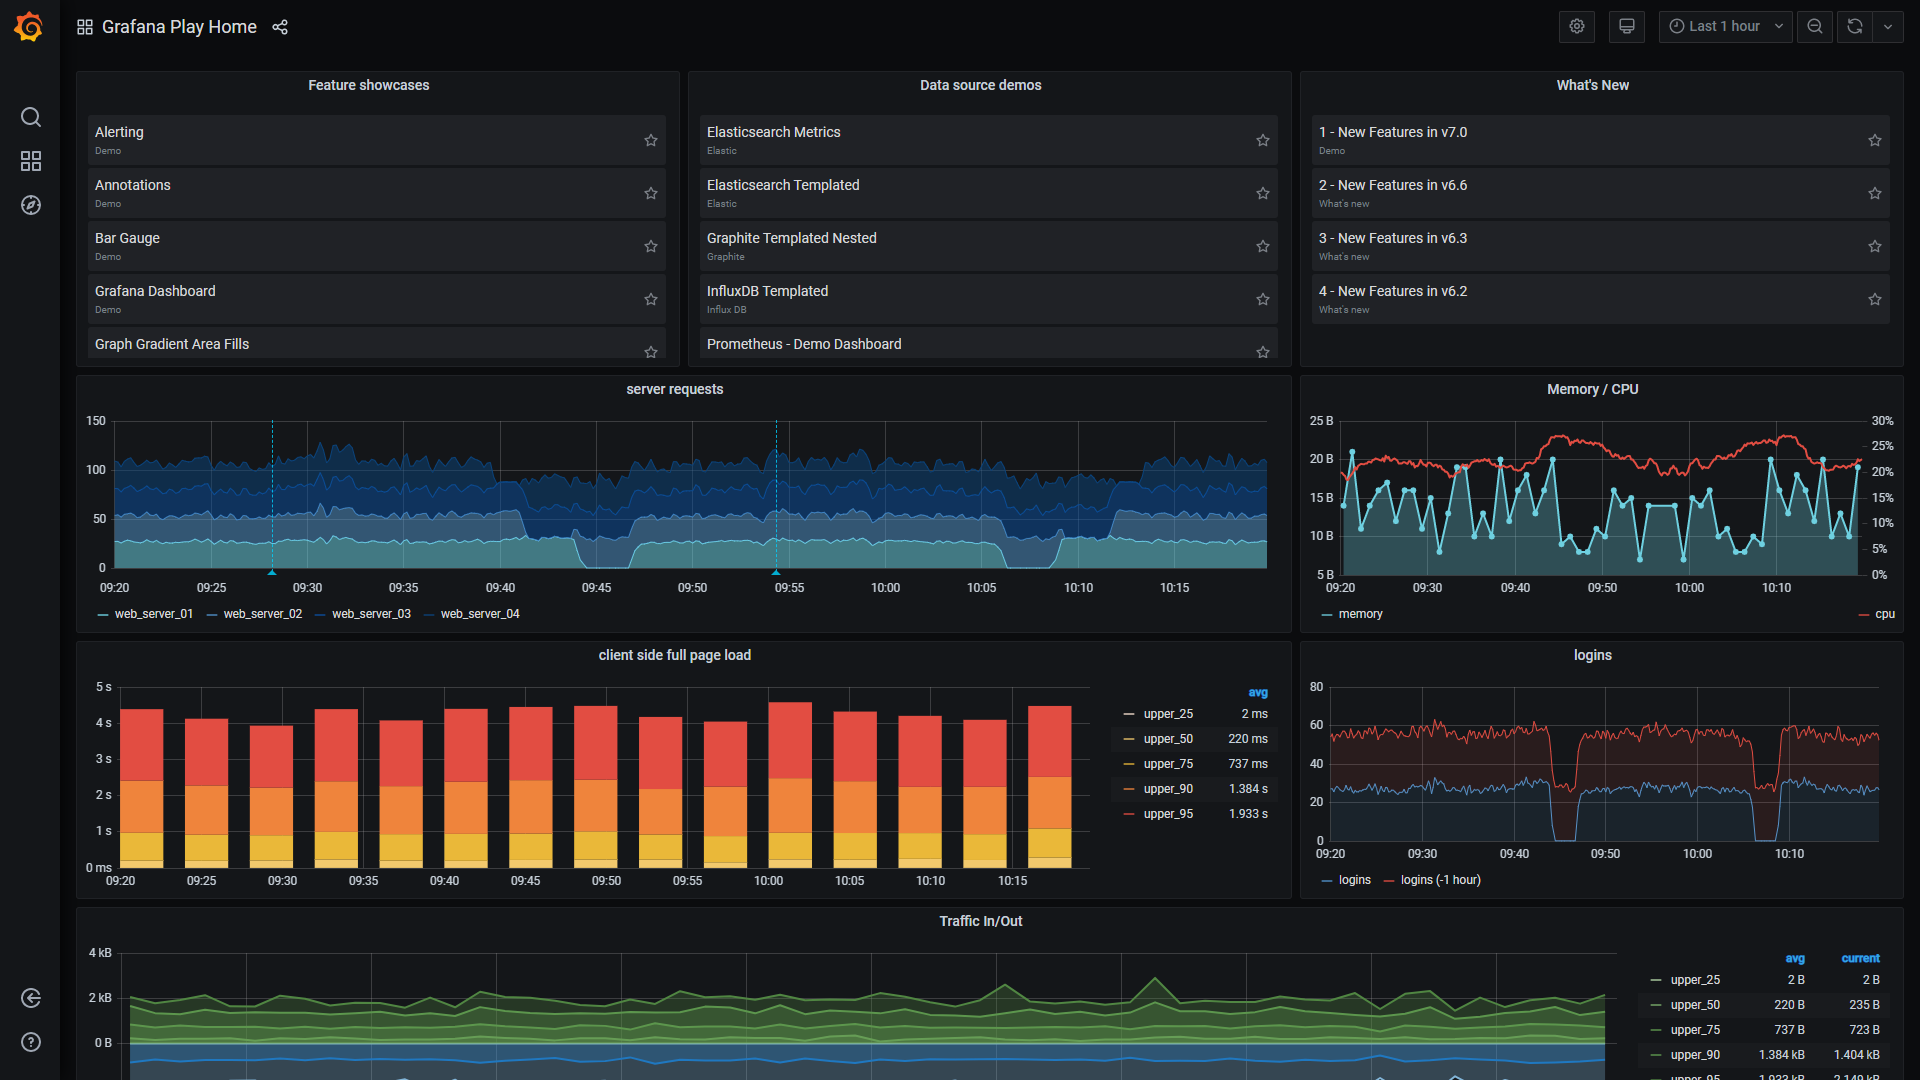 Grafana Play Home
Last 1 hour
Feature showcases
Alerting
Demo
Annotations
Demo
Bar Gauge
Demo
Grafana Dashboard
Demo
Graph Gradient Area Fills
Data source demos
Elasticsearch Metrics
Elastic
Elasticsearch Templated
Elastic
Graphite Templated Nested
Graphite
InfluxDB Templated
Influx DB
Prometheus - Demo Dashboard
What's New
1 - New Features in v7.0
Demo
2 - New Features in v6.6
What's new
3 - New Features in v6.3
What's new
4 - New Features in v6.2
What's new
server requests
150
100
50
0
09:20 09:25 09:30 09:35 09:40 09:45 09:50 09:55 10:00 10:05 10:10 10:15
web_server_01 web_server_02 web_server_03 web_server_04
Memory / CPU
25 B 30%
25%
20 B 20%
15 B 15%
10%
10 B 5%
5 B 0%
09:20 09:30 09:40 09:50 10:00 10:10
memory cpu
client side full page load
5 s
4 s
3 s
2 s
1 s
0 ms
09:20 09:25 09:30 09:35 09:40 09:45 09:50 09:55 10:00 10:05 10:10 10:15
avg
upper_25 2 ms
upper_50 220 ms
upper_75 737 ms
upper_90 1.384 s
upper_95 1.933 s
logins
80
60
40
20
0
09:20 09:30 09:40 09:50 10:00 10:10
logins logins (-1 hour)
Traffic In/Out
4 kB
2 kB
0 B
avg current
upper_25 2 B 2 B
upper_50 220 B 235 B
upper_75 737 B 723 B
upper_90 1.384 kB 1.404 kB
upper_95 1.933 kB 2.149 kB